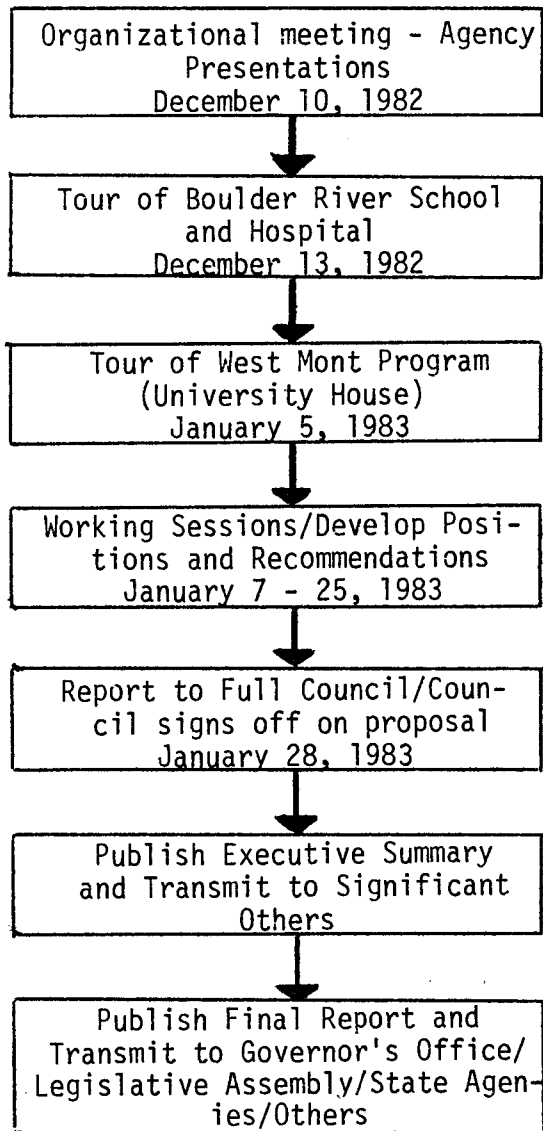 Organizational meeting - Agency
Presentations
December 10, 1982
Tour of Boulder River School
and Hospital
December 13, 1982
Tour of West Mont Program
(University House)
January 5, 1983
Working Sessions/Develop Posi-
tions and Recommendations
January 7 - 25, 1983
Report to Full Council/Coun-
cil signs off on proposal
January 28, 1983
Publish Executive Summary
and Transmit to Significant
Others
Publish Final Report and
Transmit to Governor's Office/
Legislative Assembly/State Agen-
ies/Others